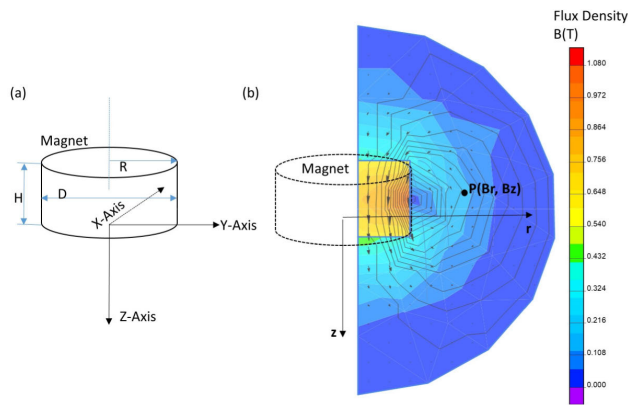 Flux Density
B(T)
(a)
(b)
Magnet
R
H
D
X-Axis
Y-Axis
Z-Axis
Magnet
P(Br, Bz)
r
z
1.080
0.972
0.864
0.756
0.648
0.540
0.432
0.324
0.216
0.108
0.000